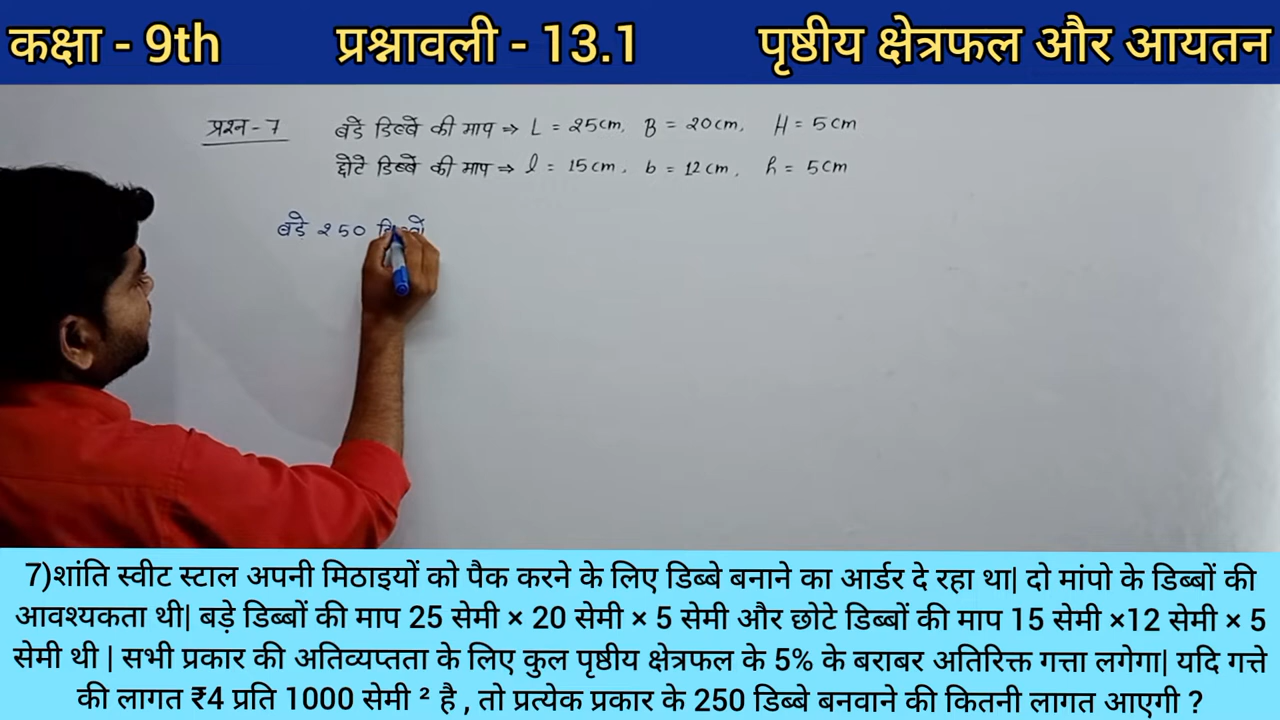 कक्षा - 9th प्रश्नावली - 13.1 पृष्ठीय क्षेत्रफल और आयतन
प्रश्न - 7 बडे डिब्बे की माप ⇒ L = 25cm, B = 20cm, H = 5cm
छोटे डिब्बे की माप ⇒ l = 15cm, b = 12cm, h = 5cm
बड़े 250
7)शांति स्वीट स्टाल अपनी मिठाइयों को पैक करने के लिए डिब्बे बनाने का आर्डर दे रहा था| दो मांपो के डिब्बों की
आवश्यकता थी| बड़े डिब्बों की माप 25 सेमी × 20 सेमी × 5 सेमी और छोटे डिब्बों की माप 15 सेमी ×12 सेमी × 5
सेमी थी | सभी प्रकार की अतिव्यप्तता के लिए कुल पृष्ठीय क्षेत्रफल के 5% के बराबर अतिरिक्त गत्ता लगेगा| यदि गत्ते
की लागत ₹4 प्रति 1000 सेमी ² है , तो प्रत्येक प्रकार के 250 डिब्बे बनवाने की कितनी लागत आएगी ?